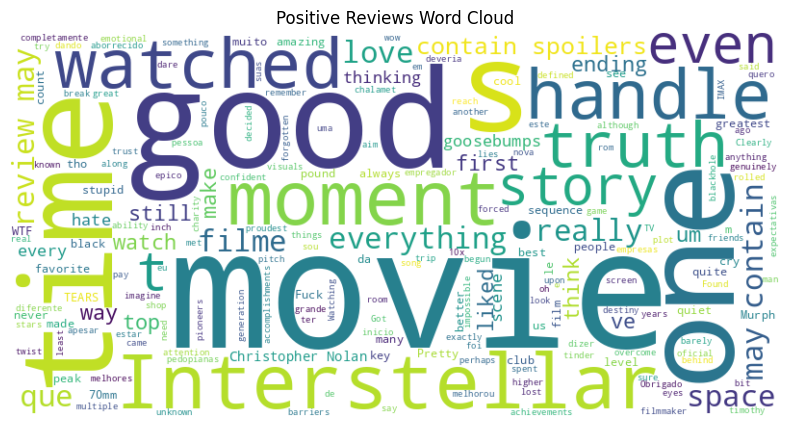 Positive Reviews Word Cloud
completamente
emotional
try
dando
aborrecido
something
muito
amazing
wow
em
love
contain spoilers
even
said
quero
review may
count
watched
good
s
ending
see
IMAX
break
great
dare
suas
thinking
deveria
cool
defined
handle
greatest
remember
chalamet
reach
another
este
although
ago
pessoa
pouco
forgotten
uma
decided
goosebumps
nova
rom
Clearly
known
tho
along
trust
lies
truth
anything
genuinely
time
stupid
epico
visuals
aim
empregador
first
pound
always
confident
make
moment
story
rolled
blackhole
hate
still
ability
inch
charity
forced
sequence
game
TV
WTF
real
black
met
filme
everything
really
um
m
friends
expectativas
every
watch
t
proudest
things
10x
begun
best
people
plot
da
sou
trip
upon
cry
man
one
may contain
favorite
pay
eu
pitch
song
liked
scene
better
impossible
le
oh
us
look
think
quite
empresas
screen
Found
TEARS
way
imagine
movie
never
diferente
shop
need
Fuck
grande
ter
room
Got
inicio
many
exactly
foi
film
destiny
years
ve
quiet
Murph
stars
made
apesar
estar
came
top
pioneers
generation
accomplishments
Watching
attention
Pretty
perhaps
dizer
tinder
overcome
barely
oficial
behind
twist
least
Christopher Nolan
key
club
level
sure
Obrigado
bit
que
peak
melhores
70mm
multiple
pedopianas
Interstellar
spent
higher
lost
eyes
space
unknown
barriers
de
say
melhorou
achievements
filmmaker
timothy